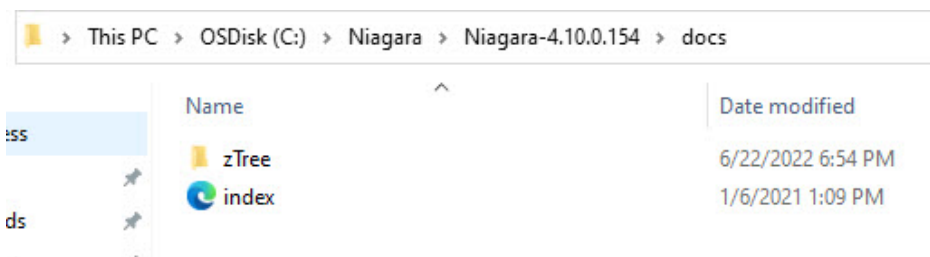 This PC > OSDisk (C:) > Niagara > Niagara-4.10.0.154 > docs
Name Date modified
ess
zTree 6/22/2022 6:54 PM
index 1/6/2021 1:09 PM
ds